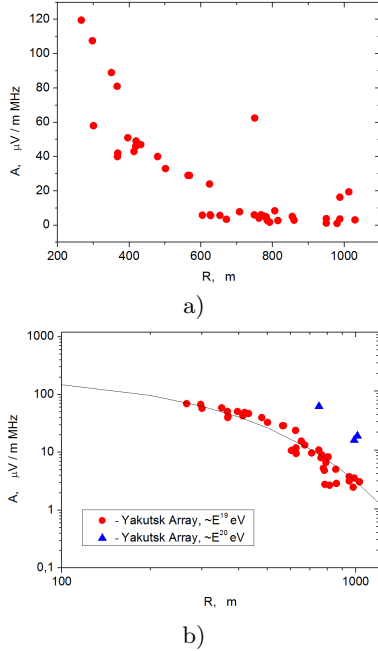 a)
A, μV / m MHz
120
100
80
60
40
20
0
200 400 600 800 1000
R, m
a)
A, μV / m MHz
1000
100
10
1
0,1
- Yakutsk Array, ~E¹⁹ eV
- Yakutsk Array, ~E²⁰ eV
100 1000
R, m
b)